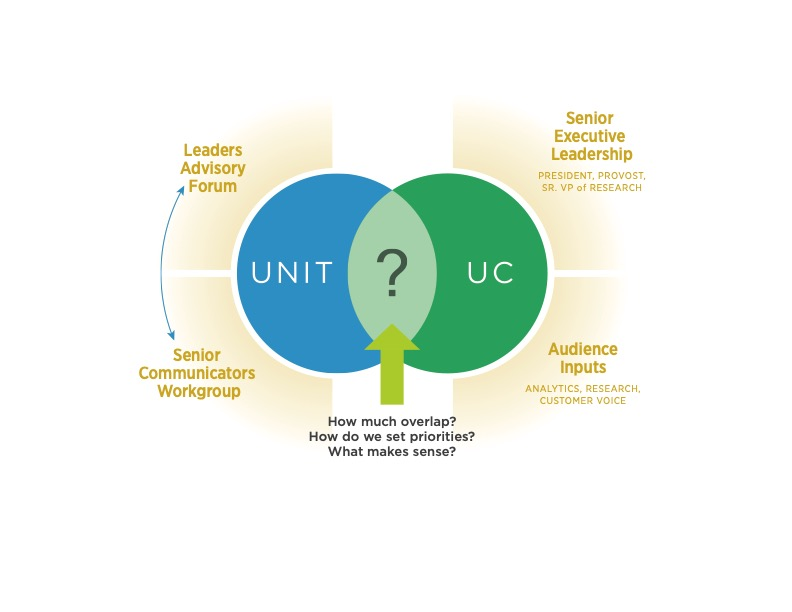 Leaders
Advisory
Forum
Senior
Executive
Leadership
PRESIDENT, PROVOST,
SR. VP of RESEARCH
UNIT
?
UC
Senior
Communicators
Workgroup
Audience
Inputs
ANALYTICS, RESEARCH,
CUSTOMER VOICE
How much overlap?
How do we set priorities?
What makes sense?